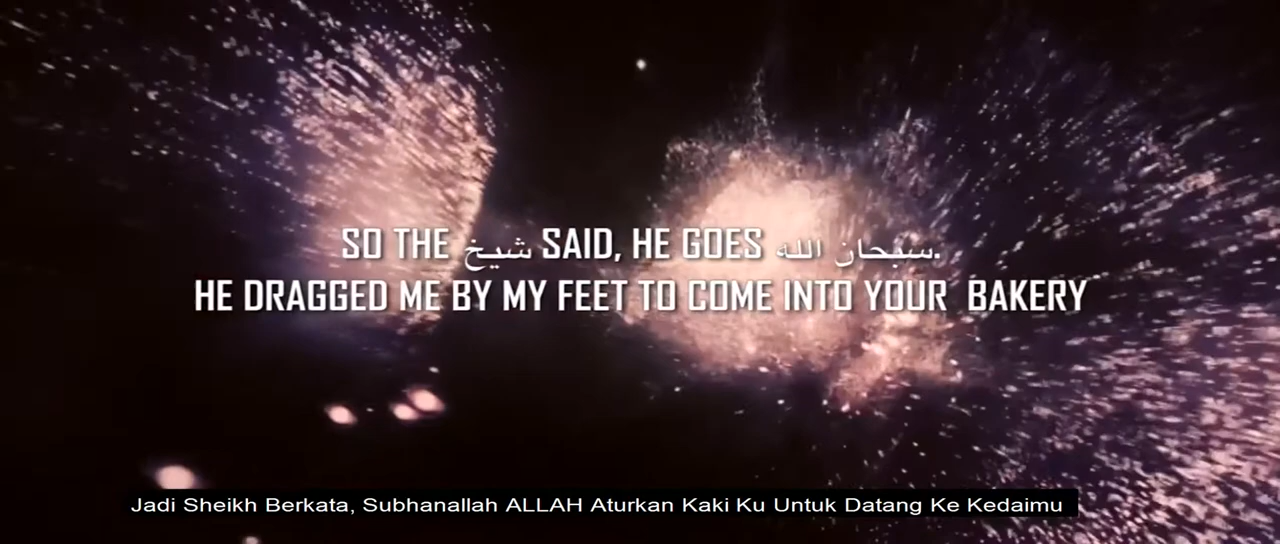 SO THE شيخ SAID, HE GOES سبحان الله.
HE DRAGGED ME BY MY FEET TO COME INTO YOUR BAKERY
Jadi Sheikh Berkata, Subhanallah ALLAH Aturkan Kaki Ku Untuk Datang Ke Kedaimu